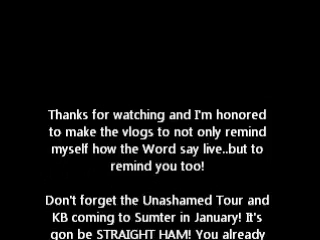 Thanks for watching and I'm honored
to make the vlogs to not only remind
myself how the Word say live..but to
remind you too!
Don't forget the Unashamed Tour and
KB coming to Sumter in January! It's
gon be STRAIGHT HAM! You already